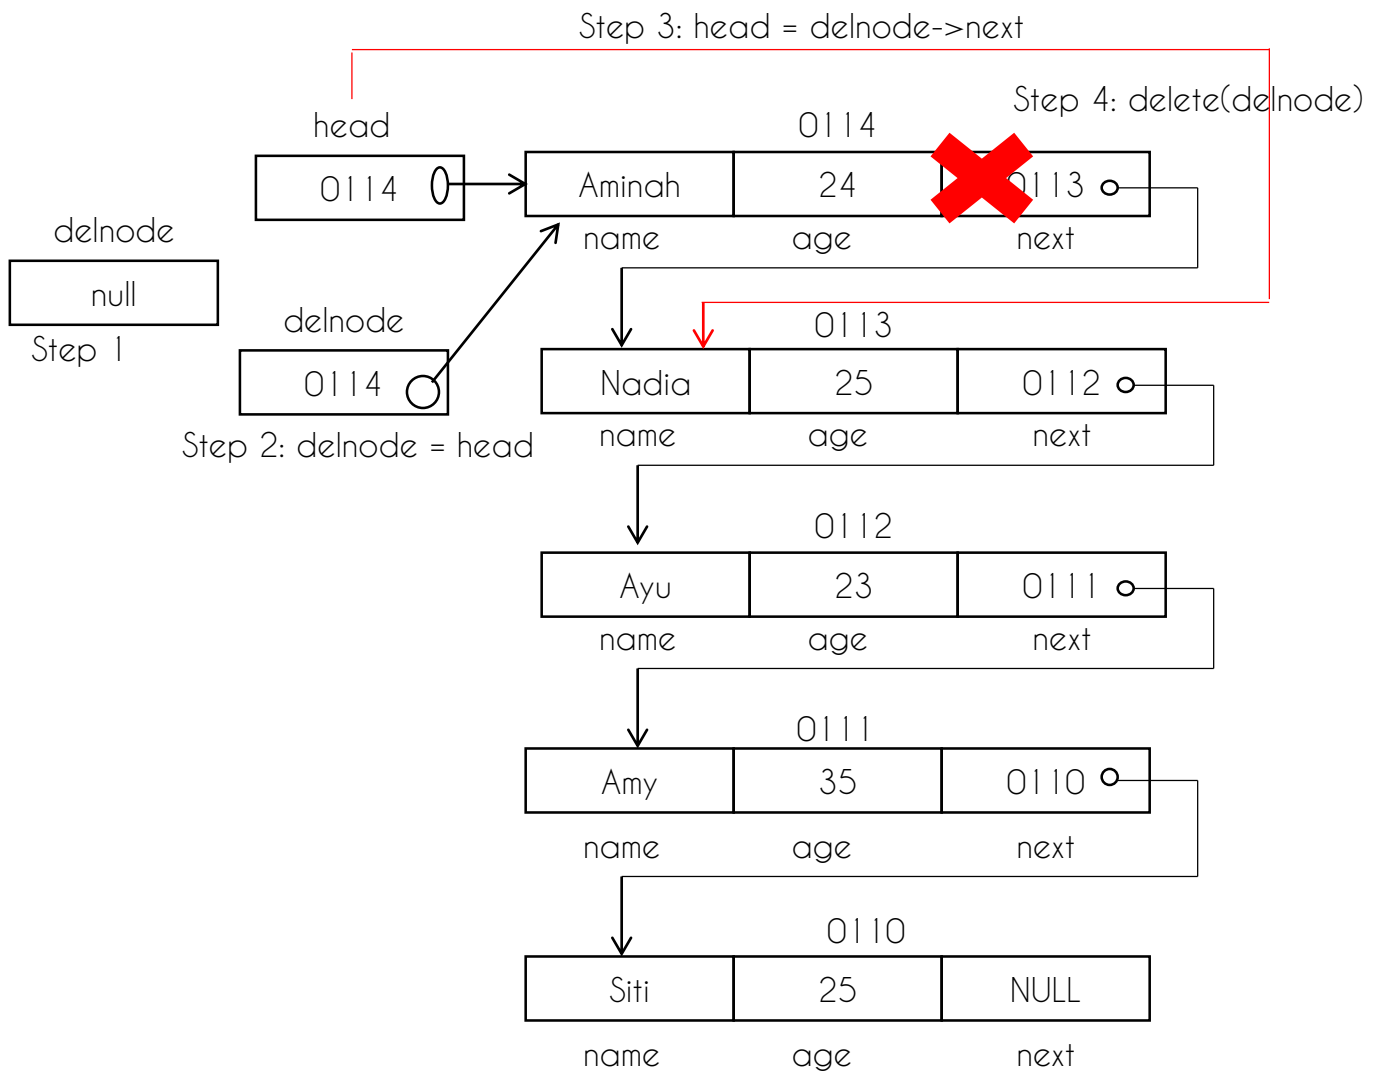 Step 3: head = delnode->next
Step 4: delete(delnode)
head
0114
0114
Aminah 24 0113
name age next
delnode
null
Step 1
delnode
0114
Step 2: delnode = head
0113
Nadia 25 0112
name age next
0112
Ayu 23 0111
name age next
0111
Amy 35 0110
name age next
0110
Siti 25 NULL
name age next